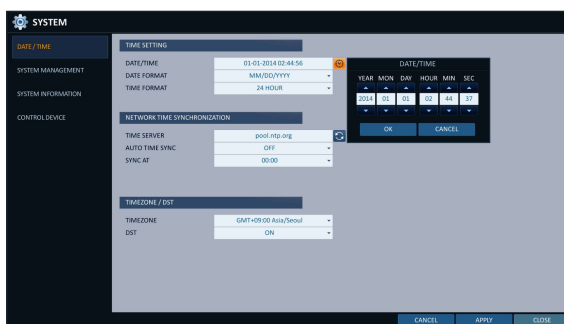 SYSTEM
DATE / TIME
SYSTEM MANAGEMENT
SYSTEM INFORMATION
CONTROL DEVICE
TIME SETTING
DATE/TIME 01-01-2014 02:44:56
DATE FORMAT MM/DD/YYYY
TIME FORMAT 24 HOUR
NETWORK TIME SYNCHRONIZATION
TIME SERVER pool.ntp.org
AUTO TIME SYNC OFF
SYNC AT 00:00
TIMEZONE / DST
TIMEZONE GMT+09:00 Asia/Seoul
DST ON
DATE/TIME
YEAR MON DAY HOUR MIN SEC
2014 01 01 02 44 37
OK CANCEL
CANCEL APPLY CLOSE